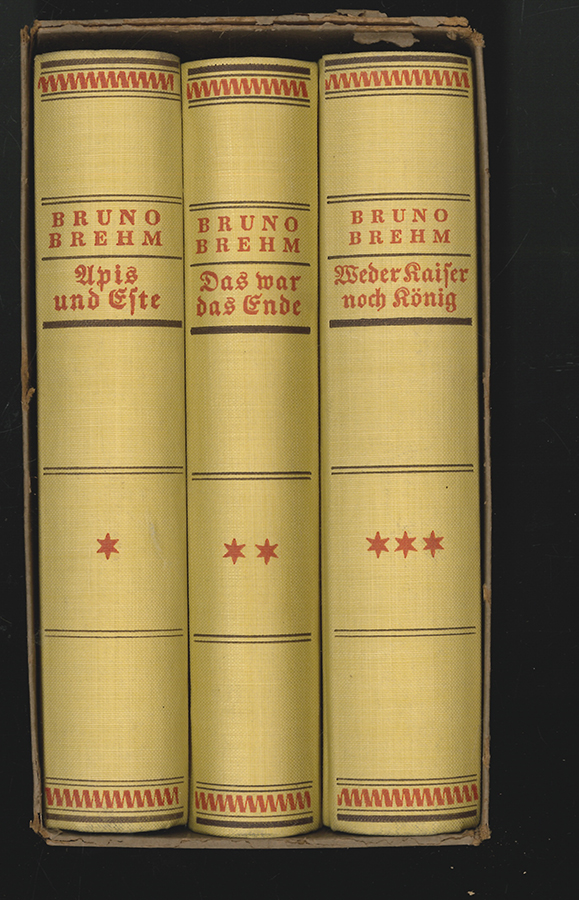 BRUNO
BREHM
Apis
und Este
BRUNO
BREHM
Das war
das Ende
BRUNO
BREHM
Weder Kaiser
noch König